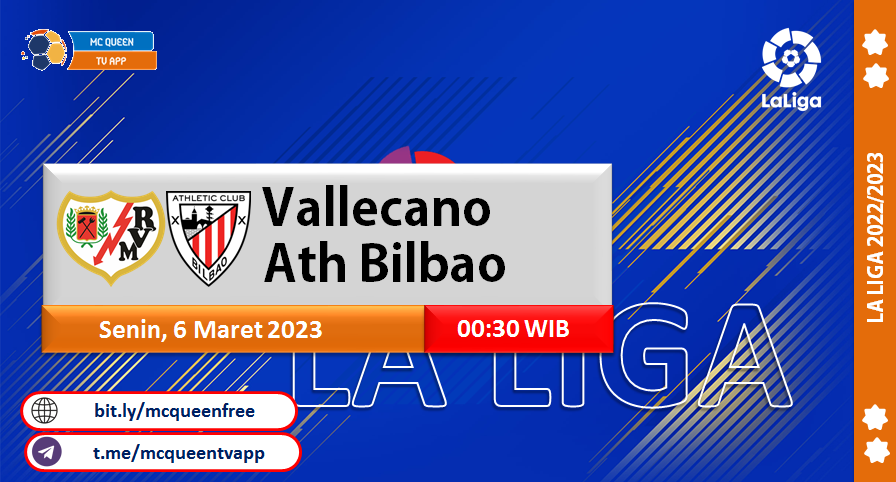 MC QUEEN
TV APP
LaLiga
LA LIGA 2022/2023
RVM
ATHLETIC CLUB
BILBAO
Vallecano
Ath Bilbao
Senin, 6 Maret 2023
00:30 WIB
LA LIGA
bit.ly/mcqueenfree
t.me/mcqueentvapp